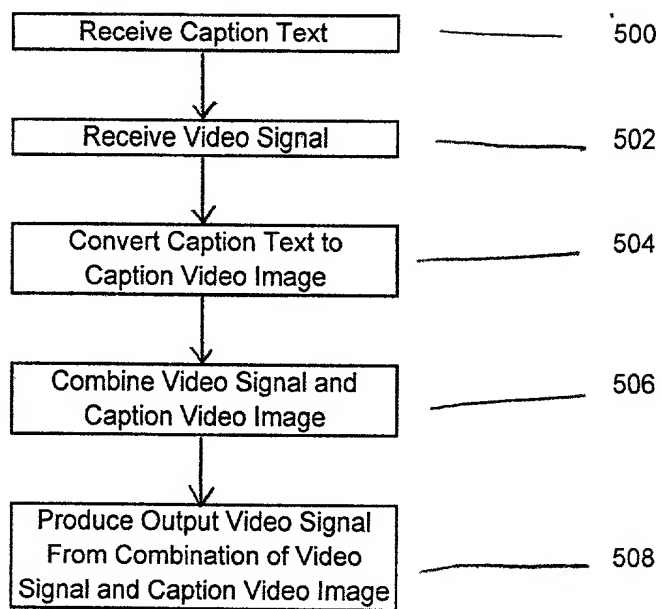 Receive Caption Text
500
Receive Video Signal
502
Convert Caption Text to
Caption Video Image
504
Combine Video Signal and
Caption Video Image
506
Produce Output Video Signal
From Combination of Video
Signal and Caption Video Image
508